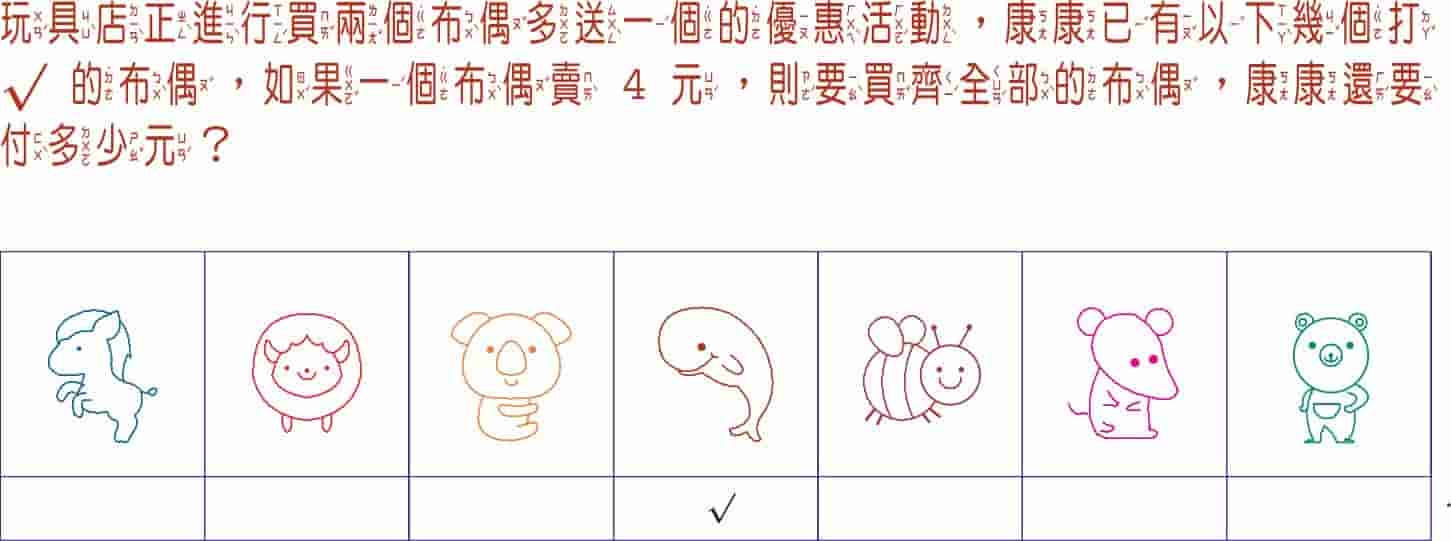 玩具店正進行買兩個布偶多送一個的優惠活動，康康已有以下幾個打
√ 的布偶，如果一個布偶賣 4 元，則要買齊全部的布偶，康康還要
付多少元？
√